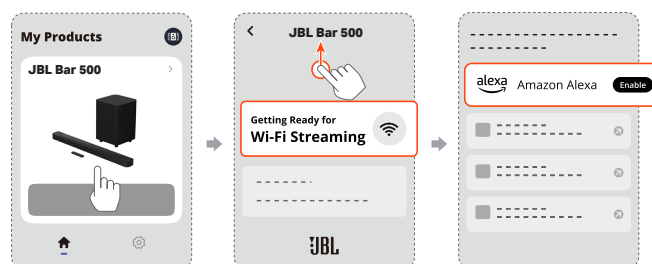 My Products
JBL Bar 500
JBL Bar 500
Getting Ready for
Wi-Fi Streaming
JBL
alexa
Amazon Alexa
Enable